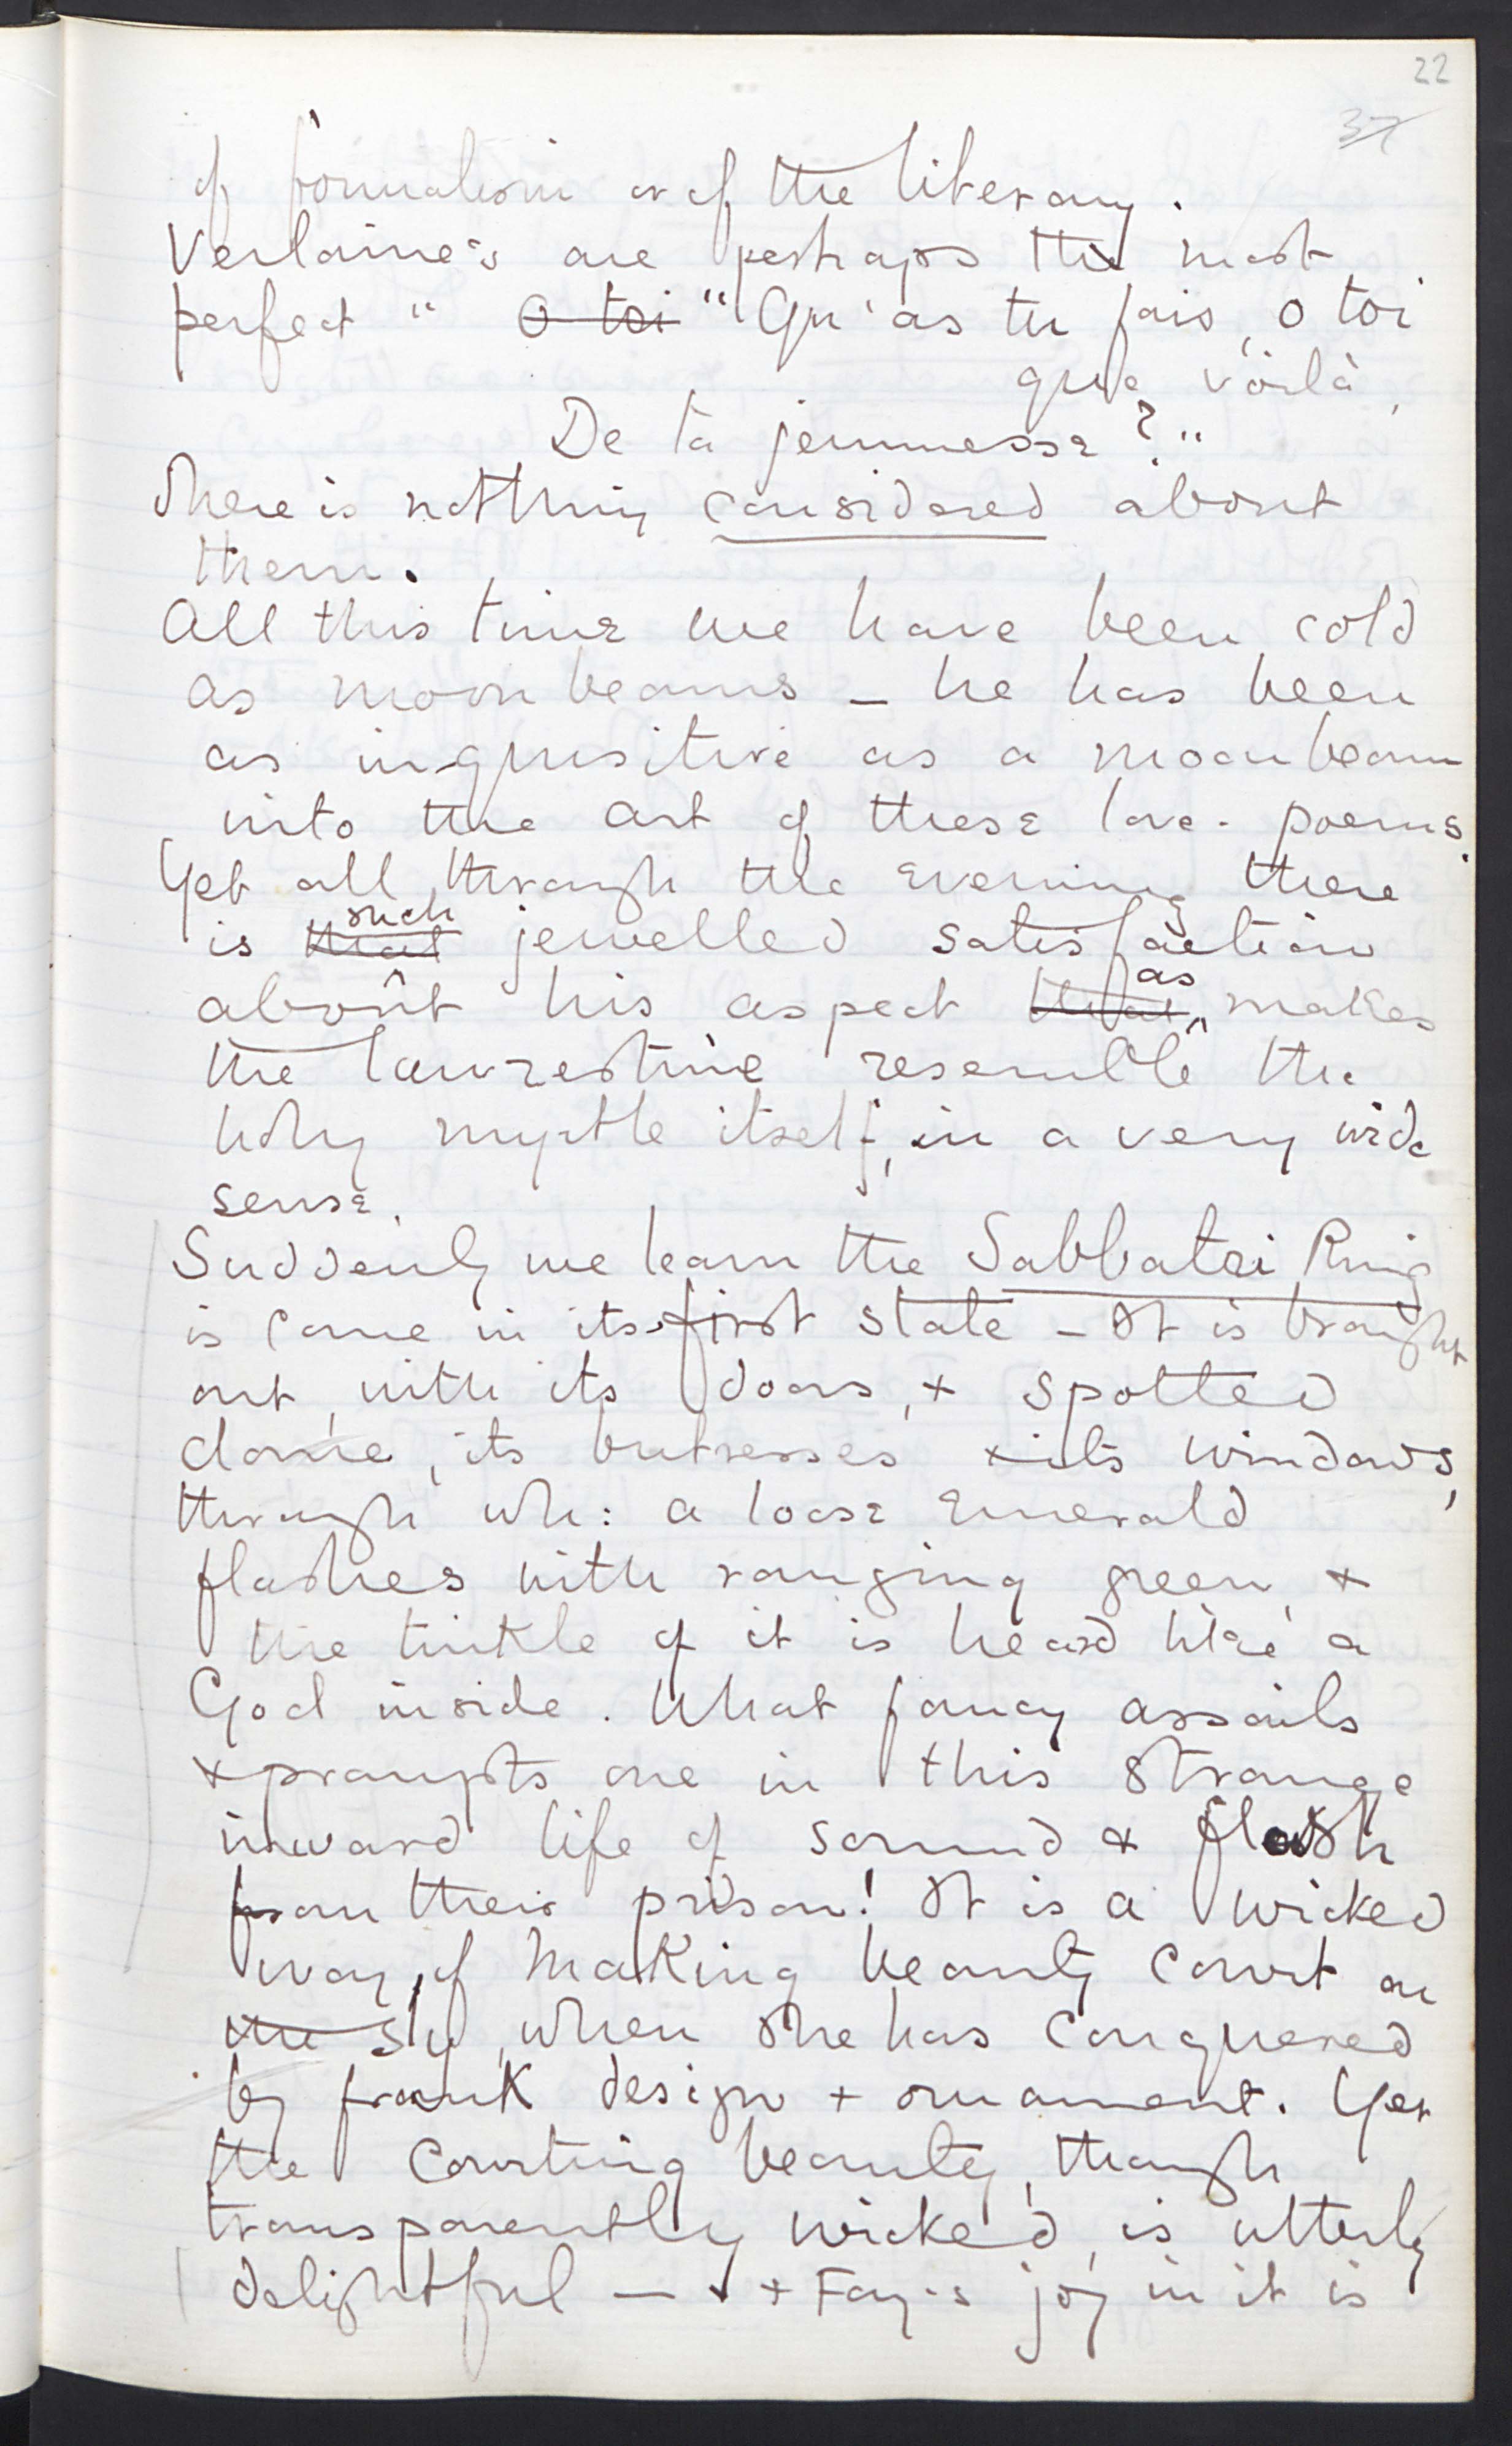 22
37
of formalism or of the literary.
Verlaine's are perhaps the most
perfect " O toi "Qu'as tu fais, O toi
que voilà,
De ta jeunnesse?"
There is nothing considered about
them.
All this time we have been cold
as moonbeams – he has been
as inquisitive as a moonbeam
into the art of these love-poems.
Yet all through the evening there
such
is that jewelled satisfaction
as
about his aspect that makes
the laurestine resemble the
holy myrtle itself, in a very wide
sense.
Suddenly we learn the Sabbatai Ring
is come in its first state – It is brought
out, with its doors, + spotted
dome, its butresses + its windows,
through wh: a loose emerald
flashes with ranging green, +
the tinkle of it is heard like a
God inside. What fancy assails
+ prompts one in this strange
inward life of sound & flash
from their prison! It is a wicked
way of making beauty court on
the sly, when she has conquered
by frank design + ornament. Yet
the courting beauty, though
transparently wicked, is utterly
delightful – + Fay's joy in it is